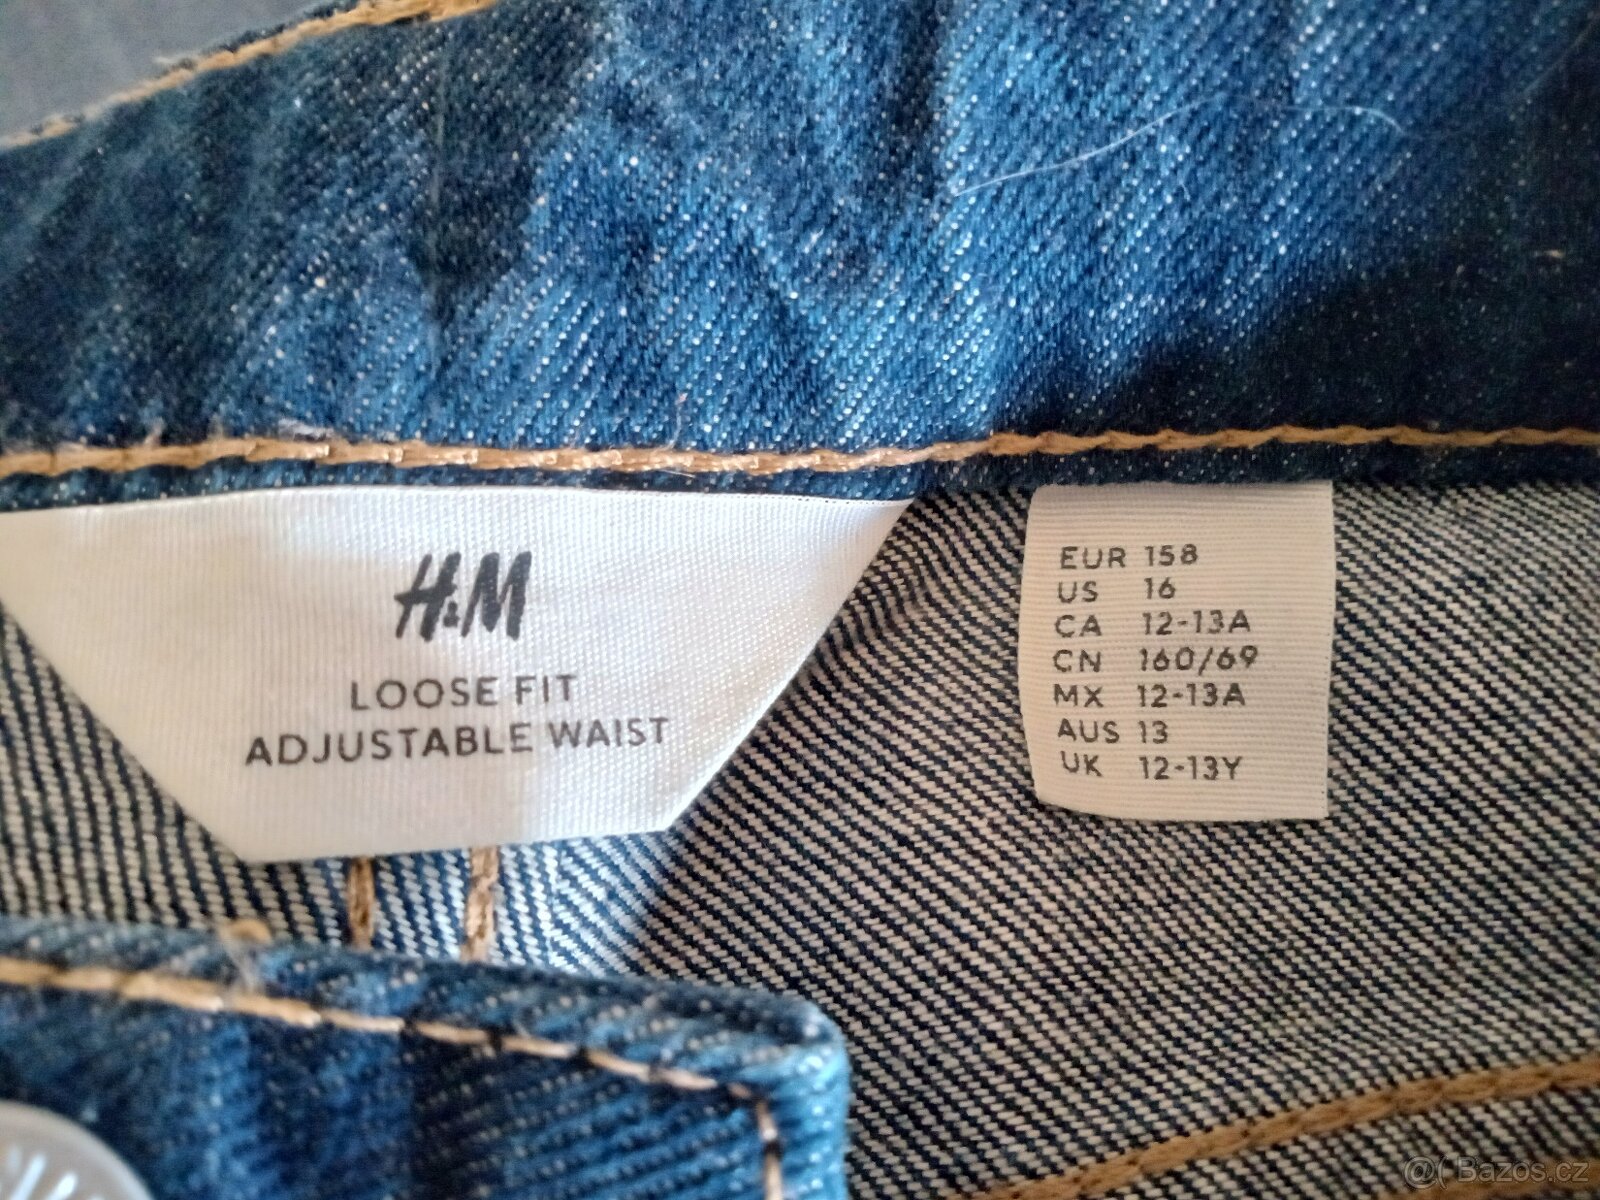 H&M
LOOSE FIT
ADJUSTABLE WAIST
EUR 158
US 16
CA 12-13A
CN 160/69
MX 12-13A
AUS 13
UK 12-13Y
@( Bazos.cz